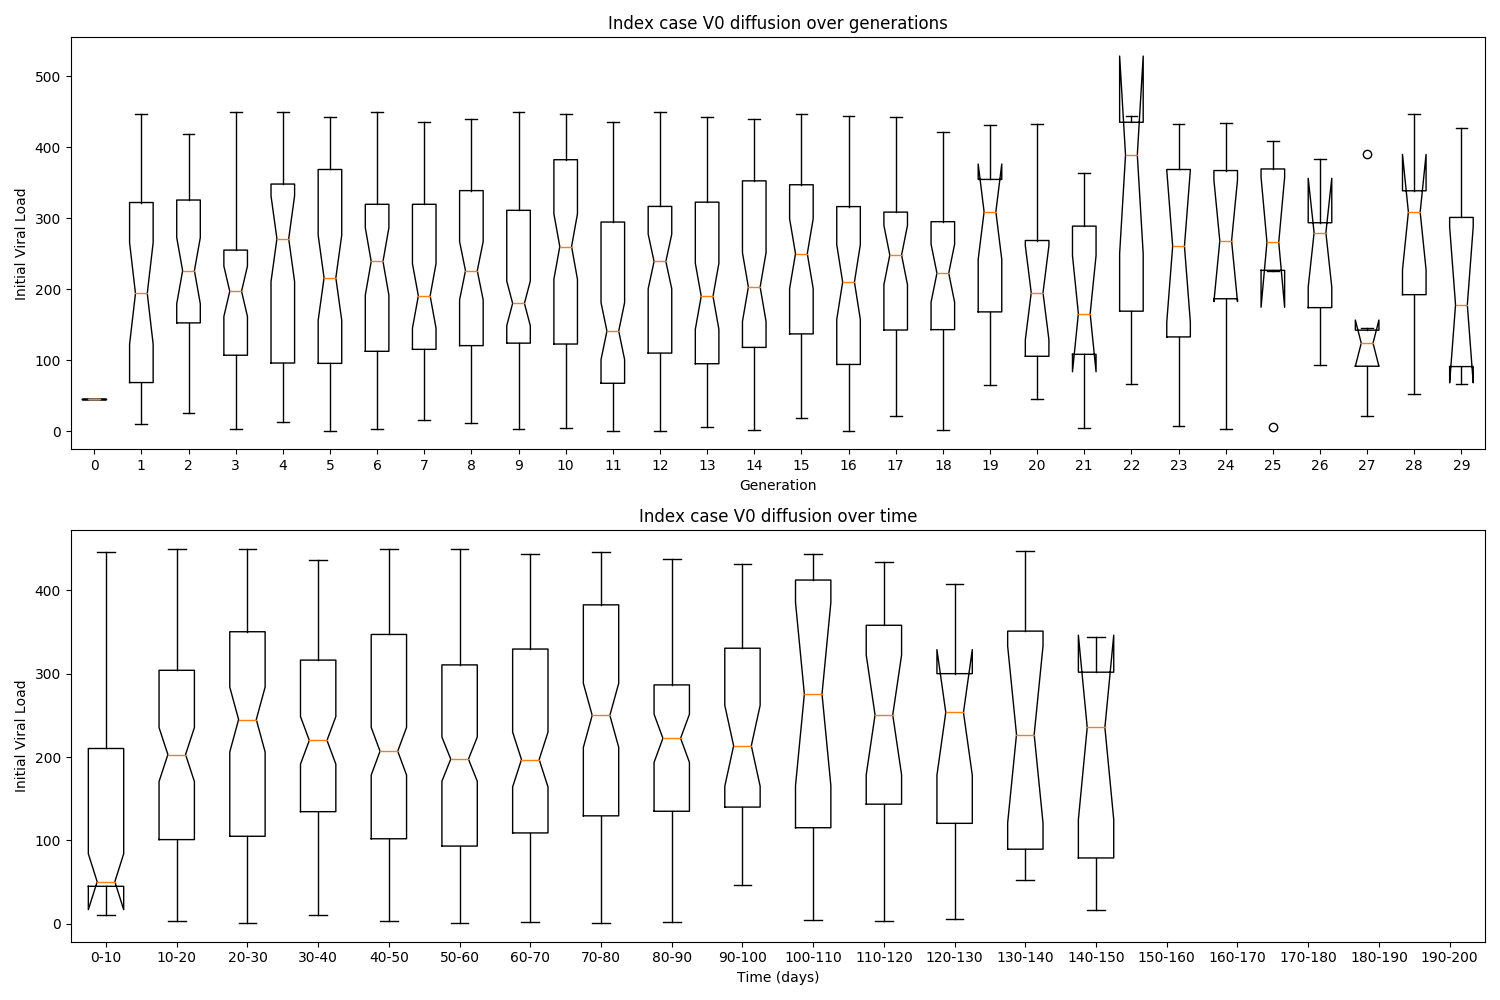 Index case V0 diffusion over generations
Initial Viral Load
500
400
300
200
100
0
0 1 2 3 4 5 6 7 8 9 10 11 12 13 14 15 16 17 18 19 20 21 22 23 24 25 26 27 28 29
Generation
Index case V0 diffusion over time
Initial Viral Load
400
300
200
100
0
0-10 10-20 20-30 30-40 40-50 50-60 60-70 70-80 80-90 90-100 100-110 110-120 120-130 130-140 140-150 150-160 160-170 170-180 180-190 190-200
Time (days)